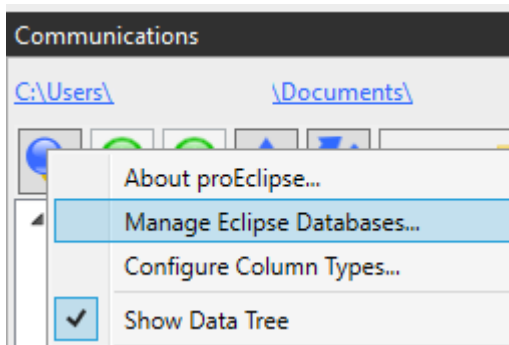 Communications
C:\Users\ \Documents\
About proEclipse...
Manage Eclipse Databases...
Configure Column Types...
Show Data Tree